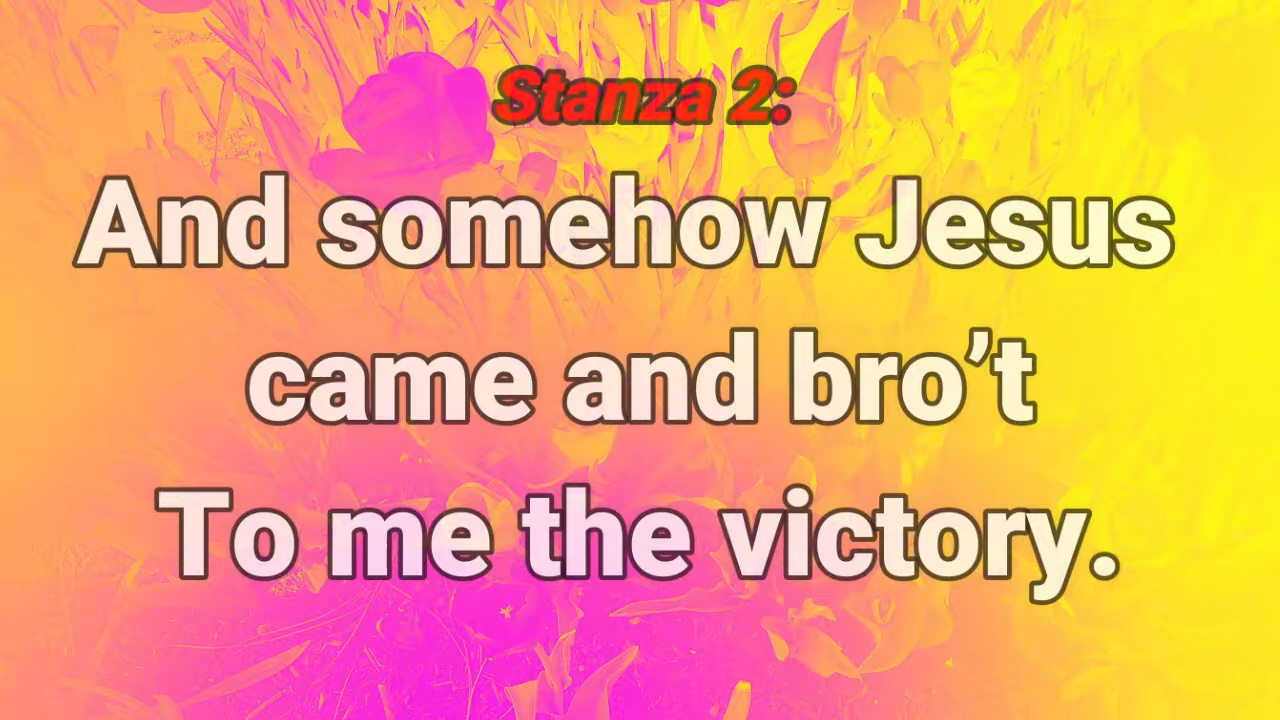 Stanza 2:
And somehow Jesus
came and bro’t
To me the victory.